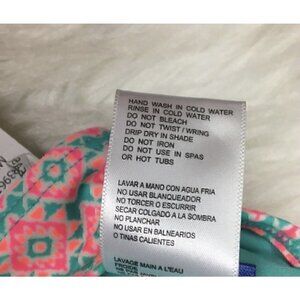 HAND WASH IN COLD WATER
RINSE IN COLD WATER
DO NOT BLEACH
DO NOT TWIST / WRING
DRIP DRY IN SHADE
DO NOT IRON
DO NOT USE IN SPAS
OR HOT TUBS
LAVAR A MANO CON AGUA FRIA
NO USAR BLANQUEADOR
NO TORCER O ESCURRIR
SECAR COLGADO A LA SOMBRA
NO PLANCHAR
NO USAR EN BALNEARIOS
O TINAS CALIENTES
LAVAGE MAIN A L'EAU
FROIDE